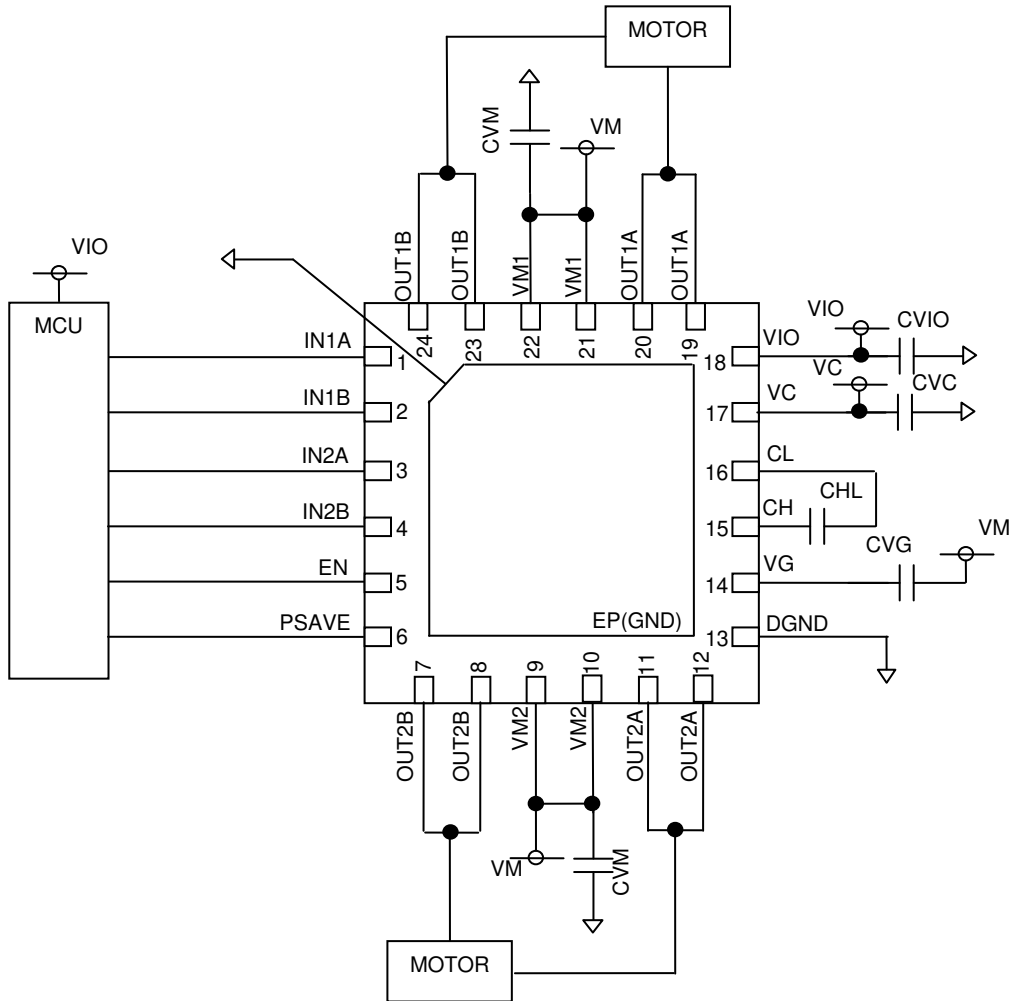 MOTOR
CVM
VM
OUT1B
OUT1B
VM1
VM1
OUT1A
OUT1A
VIO
MCU
24
23
22
21
20
19
IN1A
1
IN1B
2
IN2A
3
IN2B
4
EN
5
PSAVE
6
18
VIO
VIO
CVIO
17
VC
VC
CVC
16
CL
15
CH
CHL
14
VG
CVG
VM
13
DGND
EP(GND)
7
8
9
10
11
12
OUT2B
OUT2B
VM2
VM2
OUT2A
OUT2A
VM
CVM
MOTOR